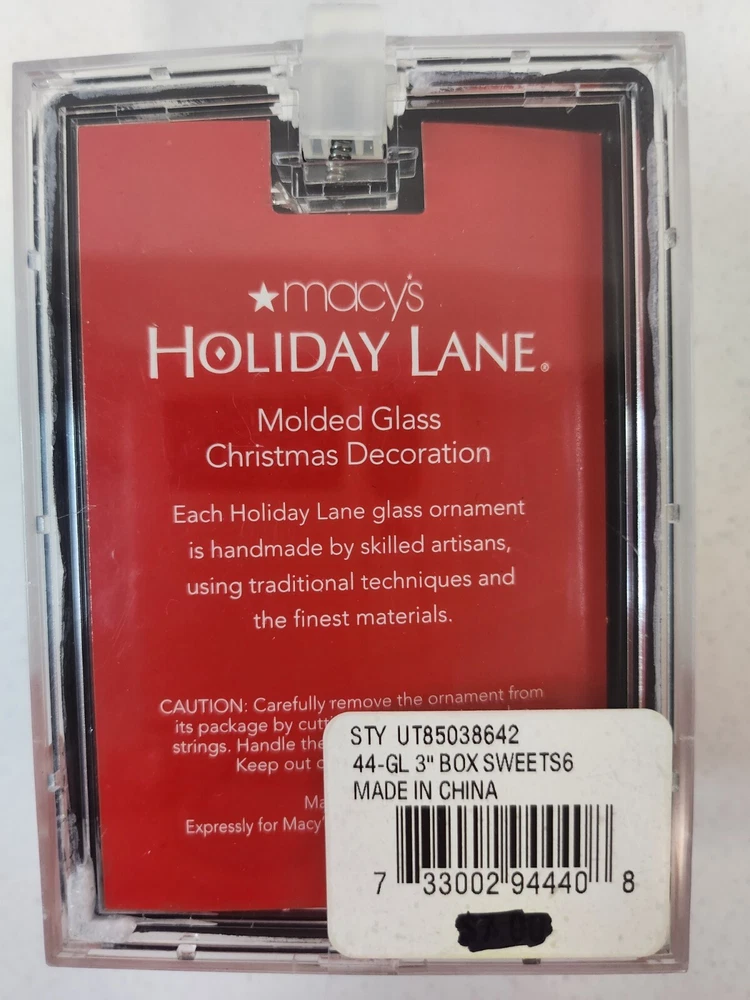 macy's
HOLIDAY LANE®
Molded Glass
Christmas Decoration
Each Holiday Lane glass ornament
is handmade by skilled artisans,
using traditional techniques and
the finest materials.
CAUTION: Carefully remove the ornament from
its package by
strings. Handle the
Keep out
Expressly for Macy's
STY UT85038642
44-GL 3" BOX SWEETS6
MADE IN CHINA
7 33002 94440 8